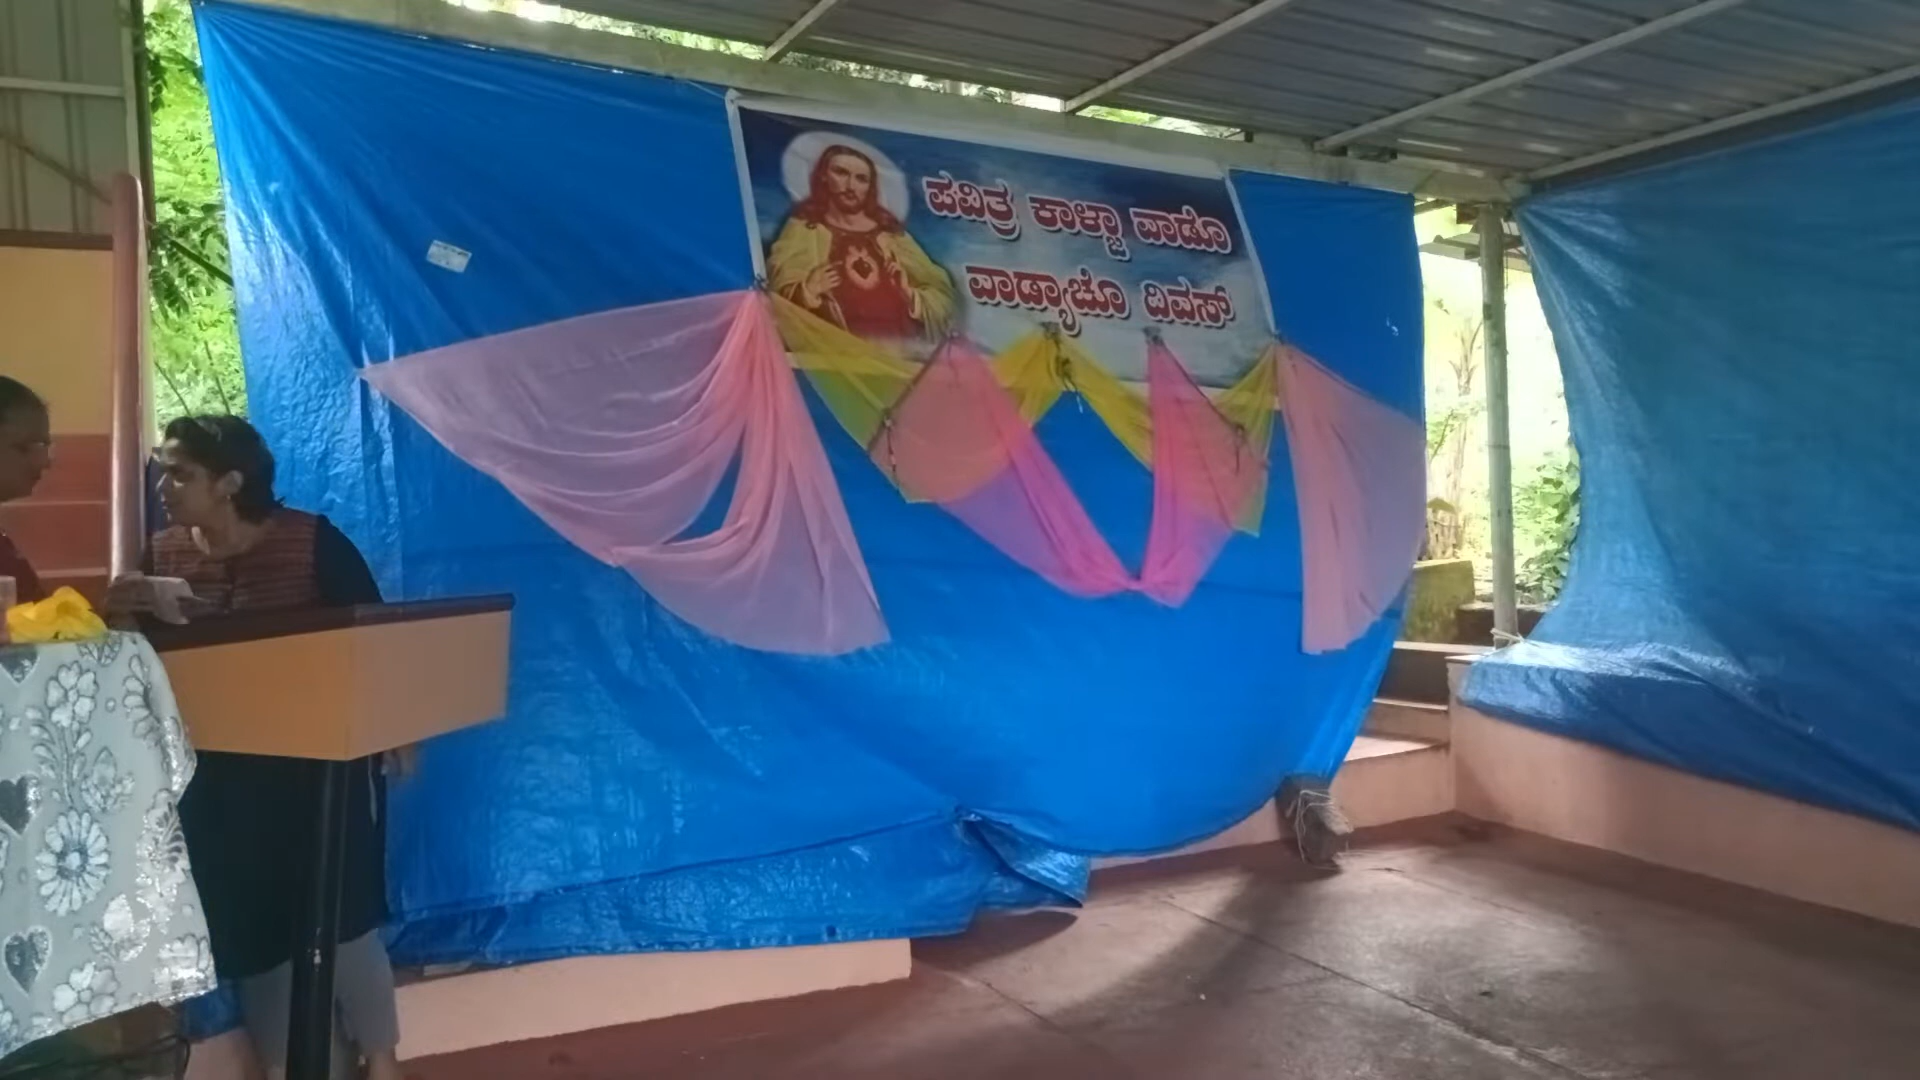 ಪವಿತ್ರ ಕಾಳ್ಜಾ ವಾಡೊ
ವಾಡ್ಯಾಚೊ ದಿವಸ್